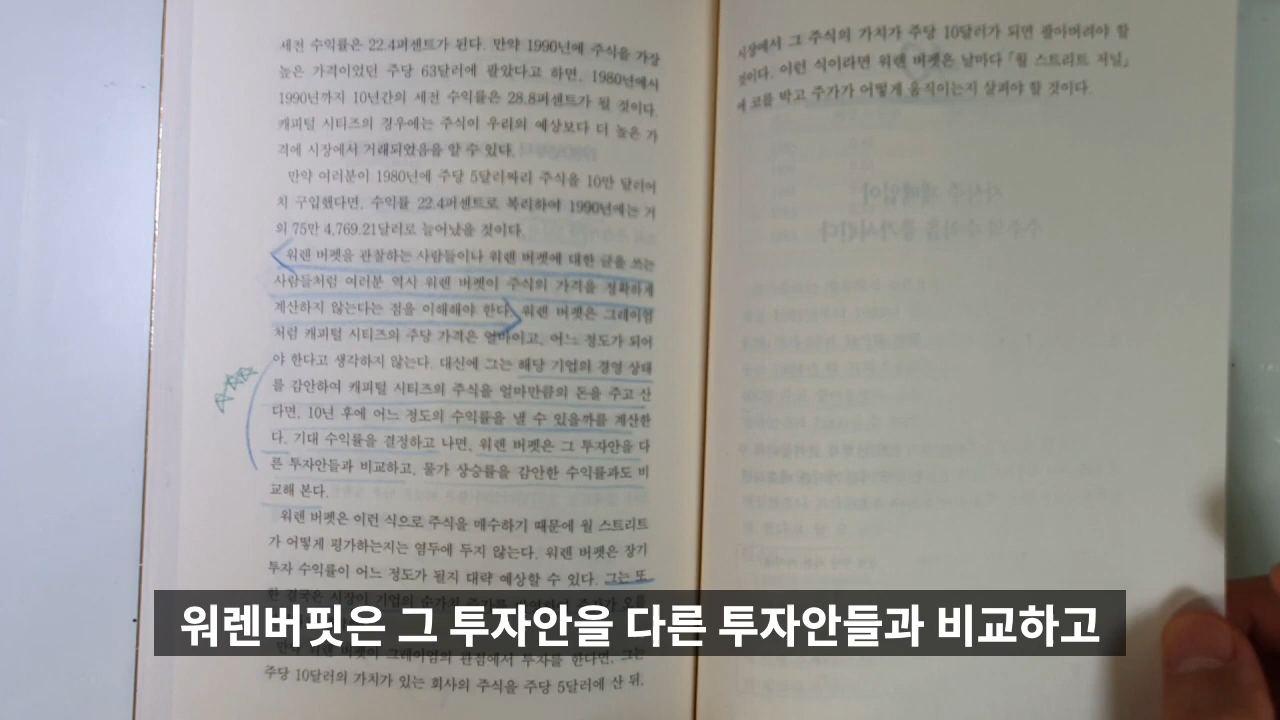 세전 수익률은 22.4퍼센트가 된다. 만약 1990년에 주식을 가장
높은 가격이었던 주당 63달러에 팔았다고 하면, 1980년에서
1990년까지 10년간의 세전 수익률은 28.8퍼센트가 될 것이다.
캐피털 시티즈의 경우에는 주식이 우리의 예상보다 더 높은 가
격에 시장에서 거래되었음을 알 수 있다.
만약 여러분이 1980년에 주당 5달러짜리 주식을 10만 달러어
치 구입했다면, 수익률 22.4퍼센트로 복리하여 1990년에는 거
의 75만 4,769.21달러로 늘어났을 것이다.
워렌 버펫을 관찰하는 사람들이나 워렌 버펫에 대한 글을 쓰는
사람들처럼 여러분 역시 워렌 버펫이 주식의 가격을 정확하게
계산하지 않는다는 점을 이해해야 한다. 워렌 버펫은 그레이엄
처럼 캐피털 시티즈의 주당 가격은 얼마이고, 어느 정도가 되어
야 한다고 생각하지 않는다. 대신에 그는 해당 기업의 경영 상태
를 감안하여 캐피털 시티즈의 주식을 얼마만큼의 돈을 주고 산
다면, 10년 후에 어느 정도의 수익률을 낼 수 있을까를 계산한
다. 기대 수익률을 결정하고 나면, 워렌 버펫은 그 투자안을 다
른 투자안들과 비교하고, 물가 상승률을 감안한 수익률과도 비
교해 본다.
워렌 버펫은 이런 식으로 주식을 매수하기 때문에 월 스트리트
가 어떻게 평가하는지는 염두에 두지 않는다. 워렌 버펫은 장기
투자 수익률이 어느 정도가 될지 대략 예상할 수 있다. 그는 또
워렌버핏은 그 투자안을 다른 투자안들과 비교하고
만약 워렌 버펫이 그레이엄의 관점에서 투자를 한다면, 그는
주당 10달러의 가치가 있는 회사의 주식을 주당 5달러에 산 뒤,
시장에서 그 주식의 가치가 주당 10달러가 되면 팔아버려야 할
것이다. 이런 식이라면 워렌 버펫은 날마다 「월 스트리트 저널」
에 코를 박고 주가가 어떻게 움직이는지 살펴야 할 것이다.